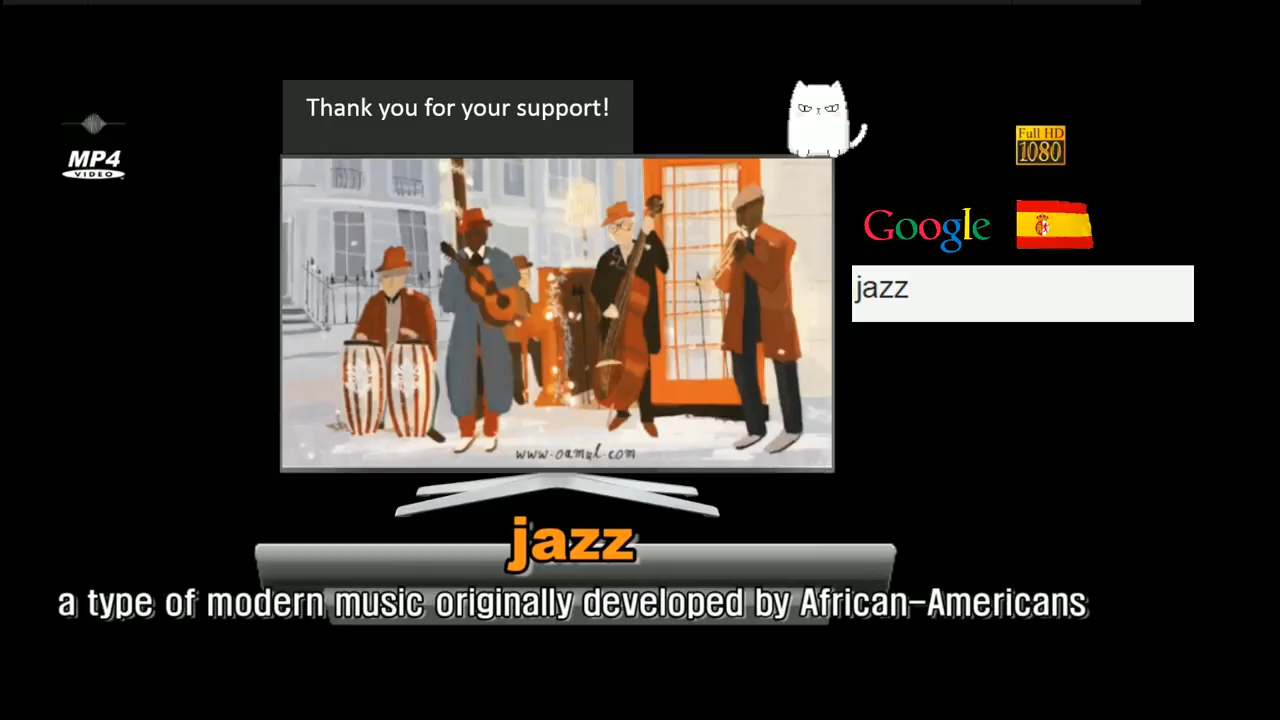 Thank you for your support!
MP4
VIDEO
Full HD
1080
Google
jazz
www.oamul.com
jazz
a type of modern music originally developed by African-Americans